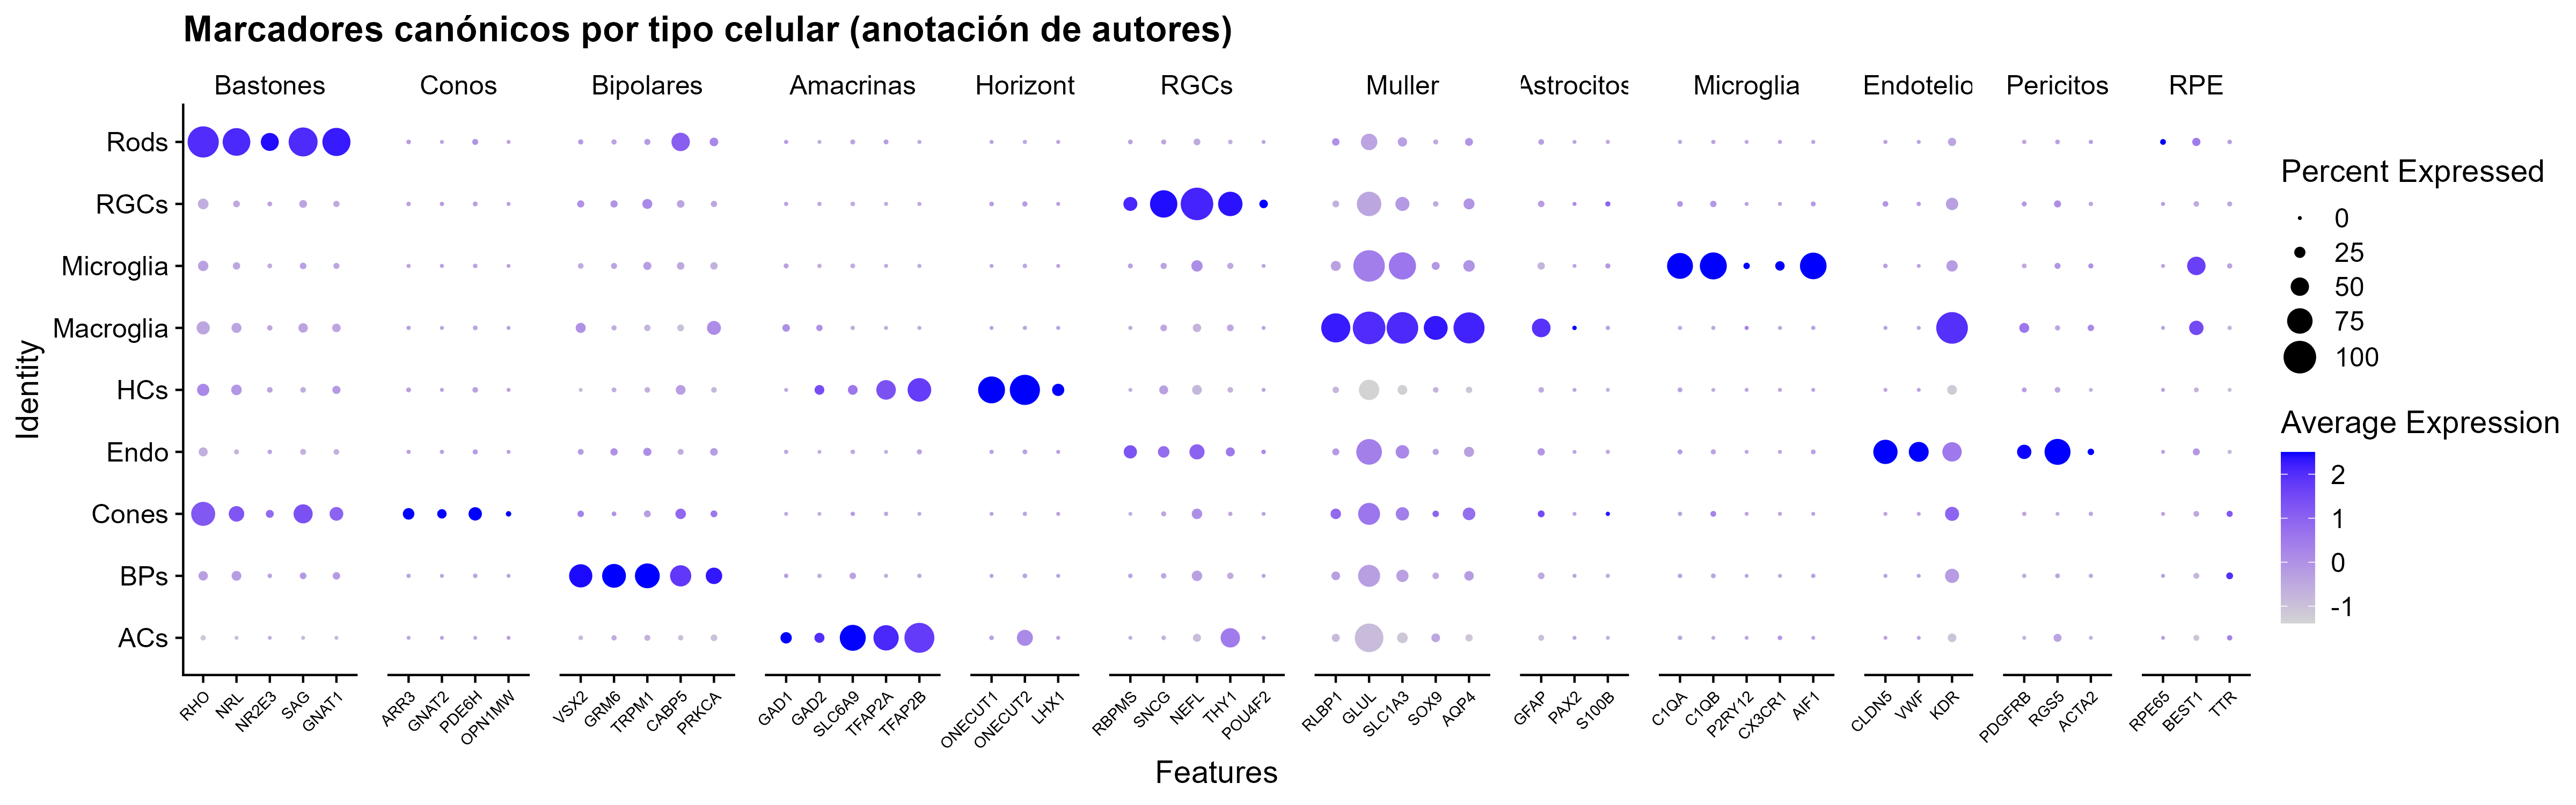 Marcadores canónicos por tipo celular (anotación de autores)
Bastones Conos Bipolares Amacrinas Horizont RGCs Muller Astrocitos Microglia Endotelio Pericitos RPE
Identity
Rods
RGCs
Microglia
Macroglia
HCs
Endo
Cones
BPs
ACs
RHO NRL NR2E3 SAG GNAT1 ARR3 GNAT2 PDE6H OPN1MW VSX2 GRM6 TRPM1 CABP5 PRKCA GAD1 GAD2 SLC6A9 TFAP2A TFAP2B ONECUT1 ONECUT2 LHX1 RBPMS SNCG NEFL THY1 POU4F2 RLBP1 GLUL SLC1A3 SOX9 AQP4 GFAP PAX2 S100B C1QA C1QB P2RY12 CX3CR1 AIF1 CLDN5 VWF KDR PDGFRB RGS5 ACTA2 RPE65 BEST1 TTR
Features
Percent Expressed
0
25
50
75
100
Average Expression
2
1
0
-1